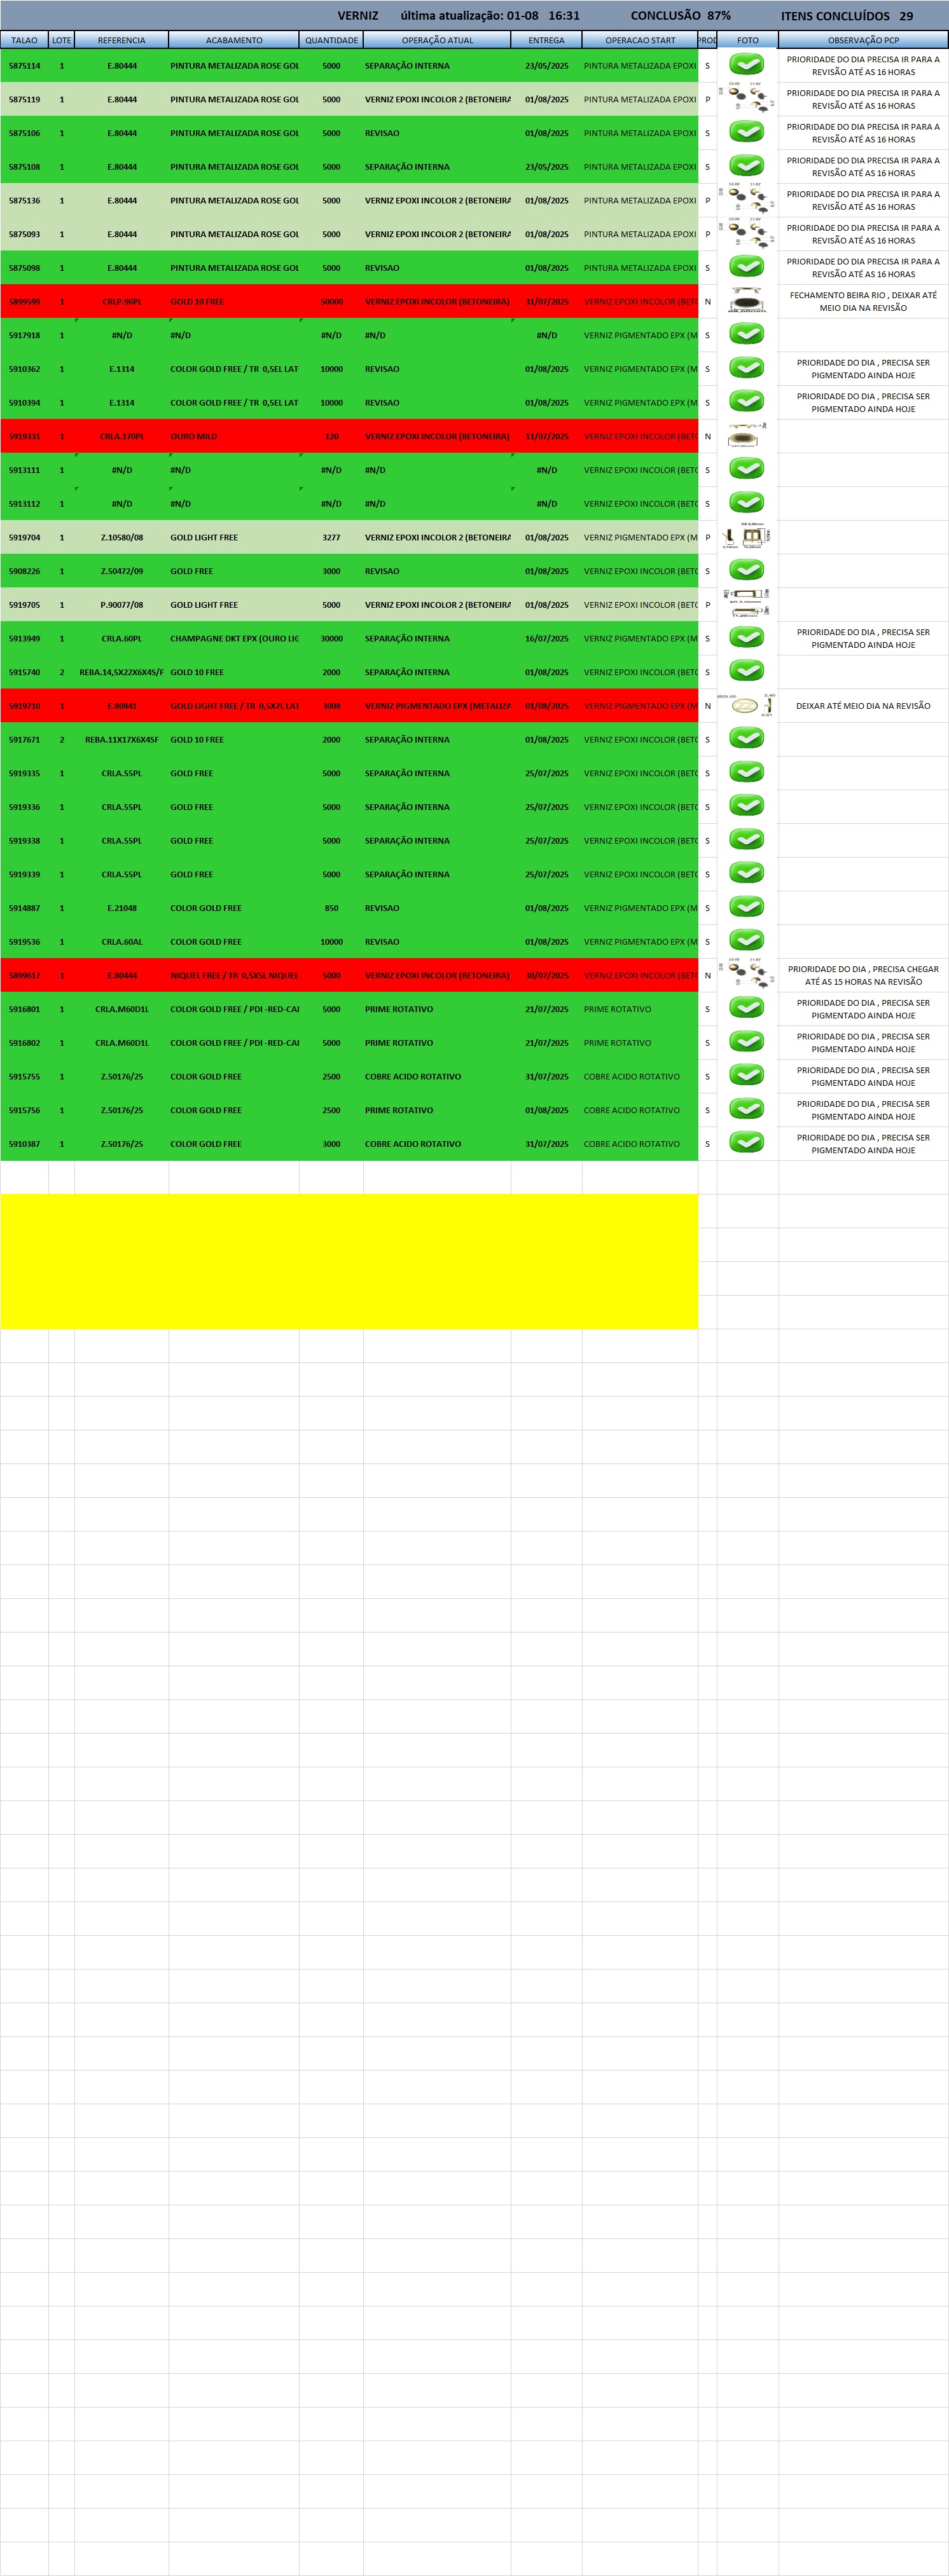 VERNIZ última atualização: 01-08 16:31 CONCLUSÃO 87% ITENS CONCLUÍDOS 29
TALAO LOTE REFERENCIA ACABAMENTO QUANTIDADE OPERAÇÃO ATUAL ENTREGA OPERACAO START PROD FOTO OBSERVAÇÃO PCP
5875114 1 E.80444 PINTURA METALIZADA ROSE GOL 5000 SEPARAÇÃO INTERNA 23/05/2025 PINTURA METALIZADA EPOXI S PRIORIDADE DO DIA PRECISA IR PARA A
REVISÃO ATÉ AS 16 HORAS
5875119 1 E.80444 PINTURA METALIZADA ROSE GOL 5000 VERNIZ EPOXI INCOLOR 2 (BETONEIRA 01/08/2025 PINTURA METALIZADA EPOXI P PRIORIDADE DO DIA PRECISA IR PARA A
REVISÃO ATÉ AS 16 HORAS
5875106 1 E.80444 PINTURA METALIZADA ROSE GOL 5000 REVISAO 01/08/2025 PINTURA METALIZADA EPOXI S PRIORIDADE DO DIA PRECISA IR PARA A
REVISÃO ATÉ AS 16 HORAS
5875108 1 E.80444 PINTURA METALIZADA ROSE GOL 5000 SEPARAÇÃO INTERNA 23/05/2025 PINTURA METALIZADA EPOXI S PRIORIDADE DO DIA PRECISA IR PARA A
REVISÃO ATÉ AS 16 HORAS
5875136 1 E.80444 PINTURA METALIZADA ROSE GOL 5000 VERNIZ EPOXI INCOLOR 2 (BETONEIRA 01/08/2025 PINTURA METALIZADA EPOXI P PRIORIDADE DO DIA PRECISA IR PARA A
REVISÃO ATÉ AS 16 HORAS
5875093 1 E.80444 PINTURA METALIZADA ROSE GOL 5000 VERNIZ EPOXI INCOLOR 2 (BETONEIRA 01/08/2025 PINTURA METALIZADA EPOXI P PRIORIDADE DO DIA PRECISA IR PARA A
REVISÃO ATÉ AS 16 HORAS
5875098 1 E.80444 PINTURA METALIZADA ROSE GOL 5000 REVISAO 01/08/2025 PINTURA METALIZADA EPOXI S PRIORIDADE DO DIA PRECISA IR PARA A
REVISÃO ATÉ AS 16 HORAS
5899599 1 CRLP.96PL GOLD 10 FREE 50000 VERNIZ EPOXI INCOLOR (BETONEIRA) 31/07/2025 VERNIZ EPOXI INCOLOR (BETO N FECHAMENTO BEIRA RIO , DEIXAR ATÉ
MEIO DIA NA REVISÃO
5917918 1 #N/D #N/D #N/D #N/D #N/D VERNIZ PIGMENTADO EPX (M S
5910362 1 E.1314 COLOR GOLD FREE / TR 0,5EL LAT 10000 REVISAO 01/08/2025 VERNIZ PIGMENTADO EPX (M S PRIORIDADE DO DIA , PRECISA SER
PIGMENTADO AINDA HOJE
5910394 1 E.1314 COLOR GOLD FREE / TR 0,5EL LAT 10000 REVISAO 01/08/2025 VERNIZ PIGMENTADO EPX (M S PRIORIDADE DO DIA , PRECISA SER
PIGMENTADO AINDA HOJE
5919331 1 CRLA.170PL OURO MILD 120 VERNIZ EPOXI INCOLOR (BETONEIRA) 11/07/2025 VERNIZ EPOXI INCOLOR (BETO N
5913111 1 #N/D #N/D #N/D #N/D #N/D VERNIZ EPOXI INCOLOR (BETO S
5913112 1 #N/D #N/D #N/D #N/D #N/D VERNIZ EPOXI INCOLOR (BETO S
5919704 1 Z.10580/08 GOLD LIGHT FREE 3277 VERNIZ EPOXI INCOLOR 2 (BETONEIRA 01/08/2025 VERNIZ PIGMENTADO EPX (M P
5908226 1 Z.50472/09 GOLD FREE 3000 REVISAO 01/08/2025 VERNIZ EPOXI INCOLOR (BETO S
5919705 1 P.90077/08 GOLD LIGHT FREE 5000 VERNIZ EPOXI INCOLOR 2 (BETONEIRA 01/08/2025 VERNIZ EPOXI INCOLOR (BETO P
5913949 1 CRLA.60PL CHAMPAGNE DKT EPX (OURO LIG 30000 SEPARAÇÃO INTERNA 16/07/2025 VERNIZ PIGMENTADO EPX (M S PRIORIDADE DO DIA , PRECISA SER
PIGMENTADO AINDA HOJE
5915740 2 REBA.14,5X22X6X4S/F GOLD 10 FREE 2000 SEPARAÇÃO INTERNA 01/08/2025 VERNIZ EPOXI INCOLOR (BETO S
5919710 1 E.80841 GOLD LIGHT FREE / TR 0,5X7L LAT 3008 VERNIZ PIGMENTADO EPX (METALIZA 01/08/2025 VERNIZ PIGMENTADO EPX (M N DEIXAR ATÉ MEIO DIA NA REVISÃO
5917671 2 REBA.11X17X6X4SF GOLD 10 FREE 2000 SEPARAÇÃO INTERNA 01/08/2025 VERNIZ EPOXI INCOLOR (BETO S
5919335 1 CRLA.55PL GOLD FREE 5000 SEPARAÇÃO INTERNA 25/07/2025 VERNIZ EPOXI INCOLOR (BETO S
5919336 1 CRLA.55PL GOLD FREE 5000 SEPARAÇÃO INTERNA 25/07/2025 VERNIZ EPOXI INCOLOR (BETO S
5919338 1 CRLA.55PL GOLD FREE 5000 SEPARAÇÃO INTERNA 25/07/2025 VERNIZ EPOXI INCOLOR (BETO S
5919339 1 CRLA.55PL GOLD FREE 5000 SEPARAÇÃO INTERNA 25/07/2025 VERNIZ EPOXI INCOLOR (BETO S
5914887 1 E.21048 COLOR GOLD FREE 850 REVISAO 01/08/2025 VERNIZ PIGMENTADO EPX (M S
5919536 1 CRLA.60AL COLOR GOLD FREE 10000 REVISAO 01/08/2025 VERNIZ PIGMENTADO EPX (M S
5899617 1 E.80444 NIQUEL FREE / TR 0,5X5L NIQUEL 5000 VERNIZ EPOXI INCOLOR (BETONEIRA) 30/07/2025 VERNIZ EPOXI INCOLOR (BETO N PRIORIDADE DO DIA , PRECISA CHEGAR
ATÉ AS 15 HORAS NA REVISÃO
5916801 1 CRLA.M60D1L COLOR GOLD FREE / PDI -RED-CAI 5000 PRIME ROTATIVO 21/07/2025 PRIME ROTATIVO S PRIORIDADE DO DIA , PRECISA SER
PIGMENTADO AINDA HOJE
5916802 1 CRLA.M60D1L COLOR GOLD FREE / PDI -RED-CAI 5000 PRIME ROTATIVO 21/07/2025 PRIME ROTATIVO S PRIORIDADE DO DIA , PRECISA SER
PIGMENTADO AINDA HOJE
5915755 1 Z.50176/25 COLOR GOLD FREE 2500 COBRE ACIDO ROTATIVO 31/07/2025 COBRE ACIDO ROTATIVO S PRIORIDADE DO DIA , PRECISA SER
PIGMENTADO AINDA HOJE
5915756 1 Z.50176/25 COLOR GOLD FREE 2500 PRIME ROTATIVO 01/08/2025 COBRE ACIDO ROTATIVO S PRIORIDADE DO DIA , PRECISA SER
PIGMENTADO AINDA HOJE
5910387 1 Z.50176/25 COLOR GOLD FREE 3000 COBRE ACIDO ROTATIVO 31/07/2025 COBRE ACIDO ROTATIVO S PRIORIDADE DO DIA , PRECISA SER
PIGMENTADO AINDA HOJE